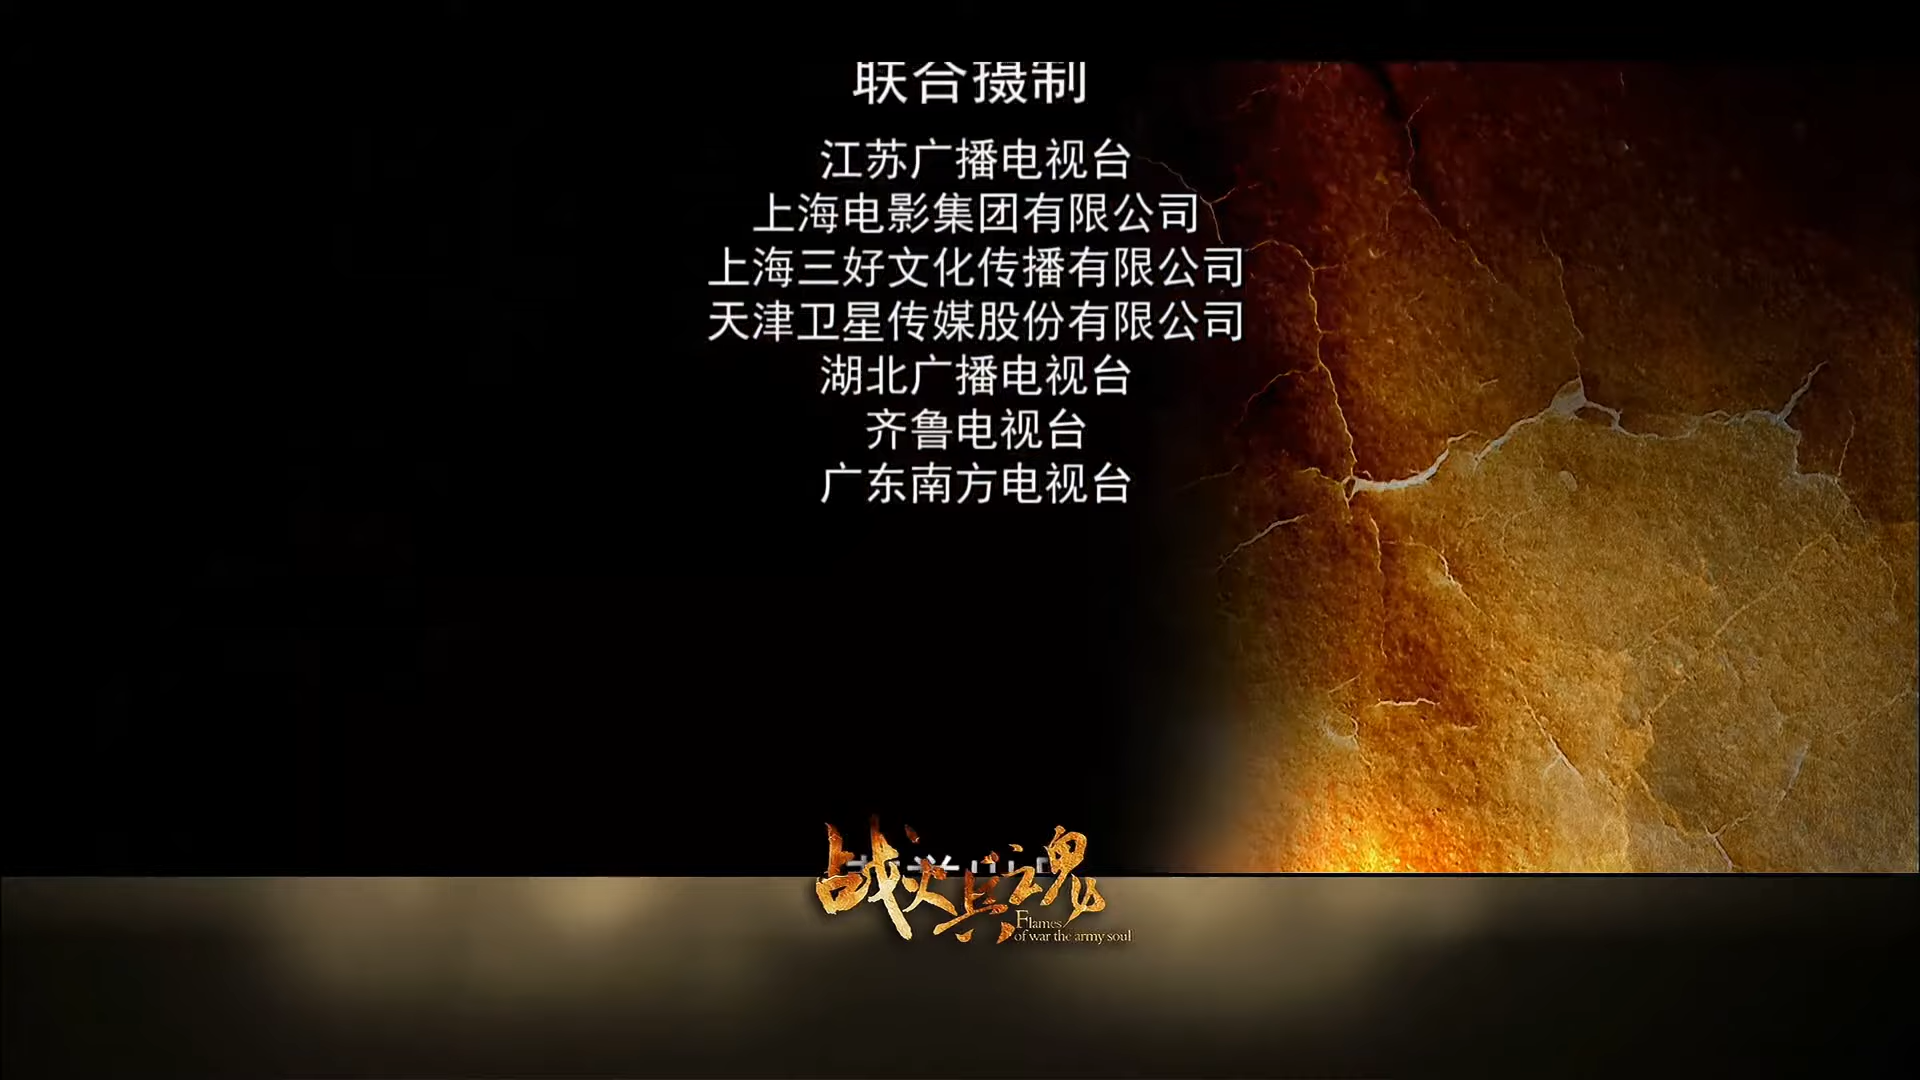 联合摄制
江苏广播电视台
上海电影集团有限公司
上海三好文化传播有限公司
天津卫星传媒股份有限公司
湖北广播电视台
齐鲁电视台
广东南方电视台
战火兵之魂
Flames
of war the army soul